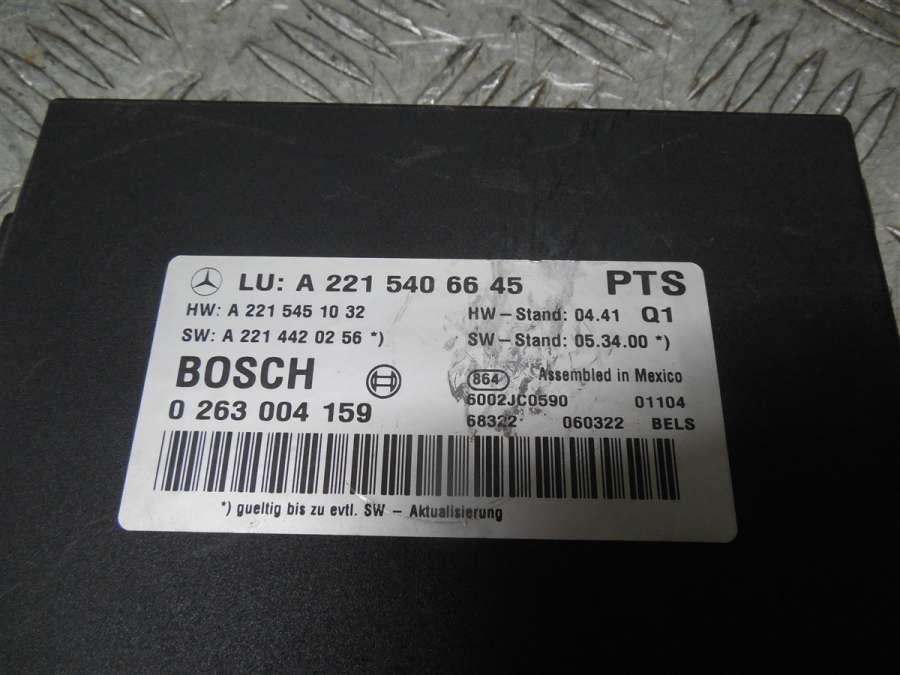 LU: A 221 540 66 45 PTS
HW: A 221 545 10 32 HW-Stand: 04.41 Q1
SW: A 221 442 02 56 *) SW-Stand: 05.34.00 *)
BOSCH 864 Assembled in Mexico
6002JC0590 01104
0 263 004 159 68322 060322 BELS
*) gueltig bis zu evtl. SW - Aktualisierung